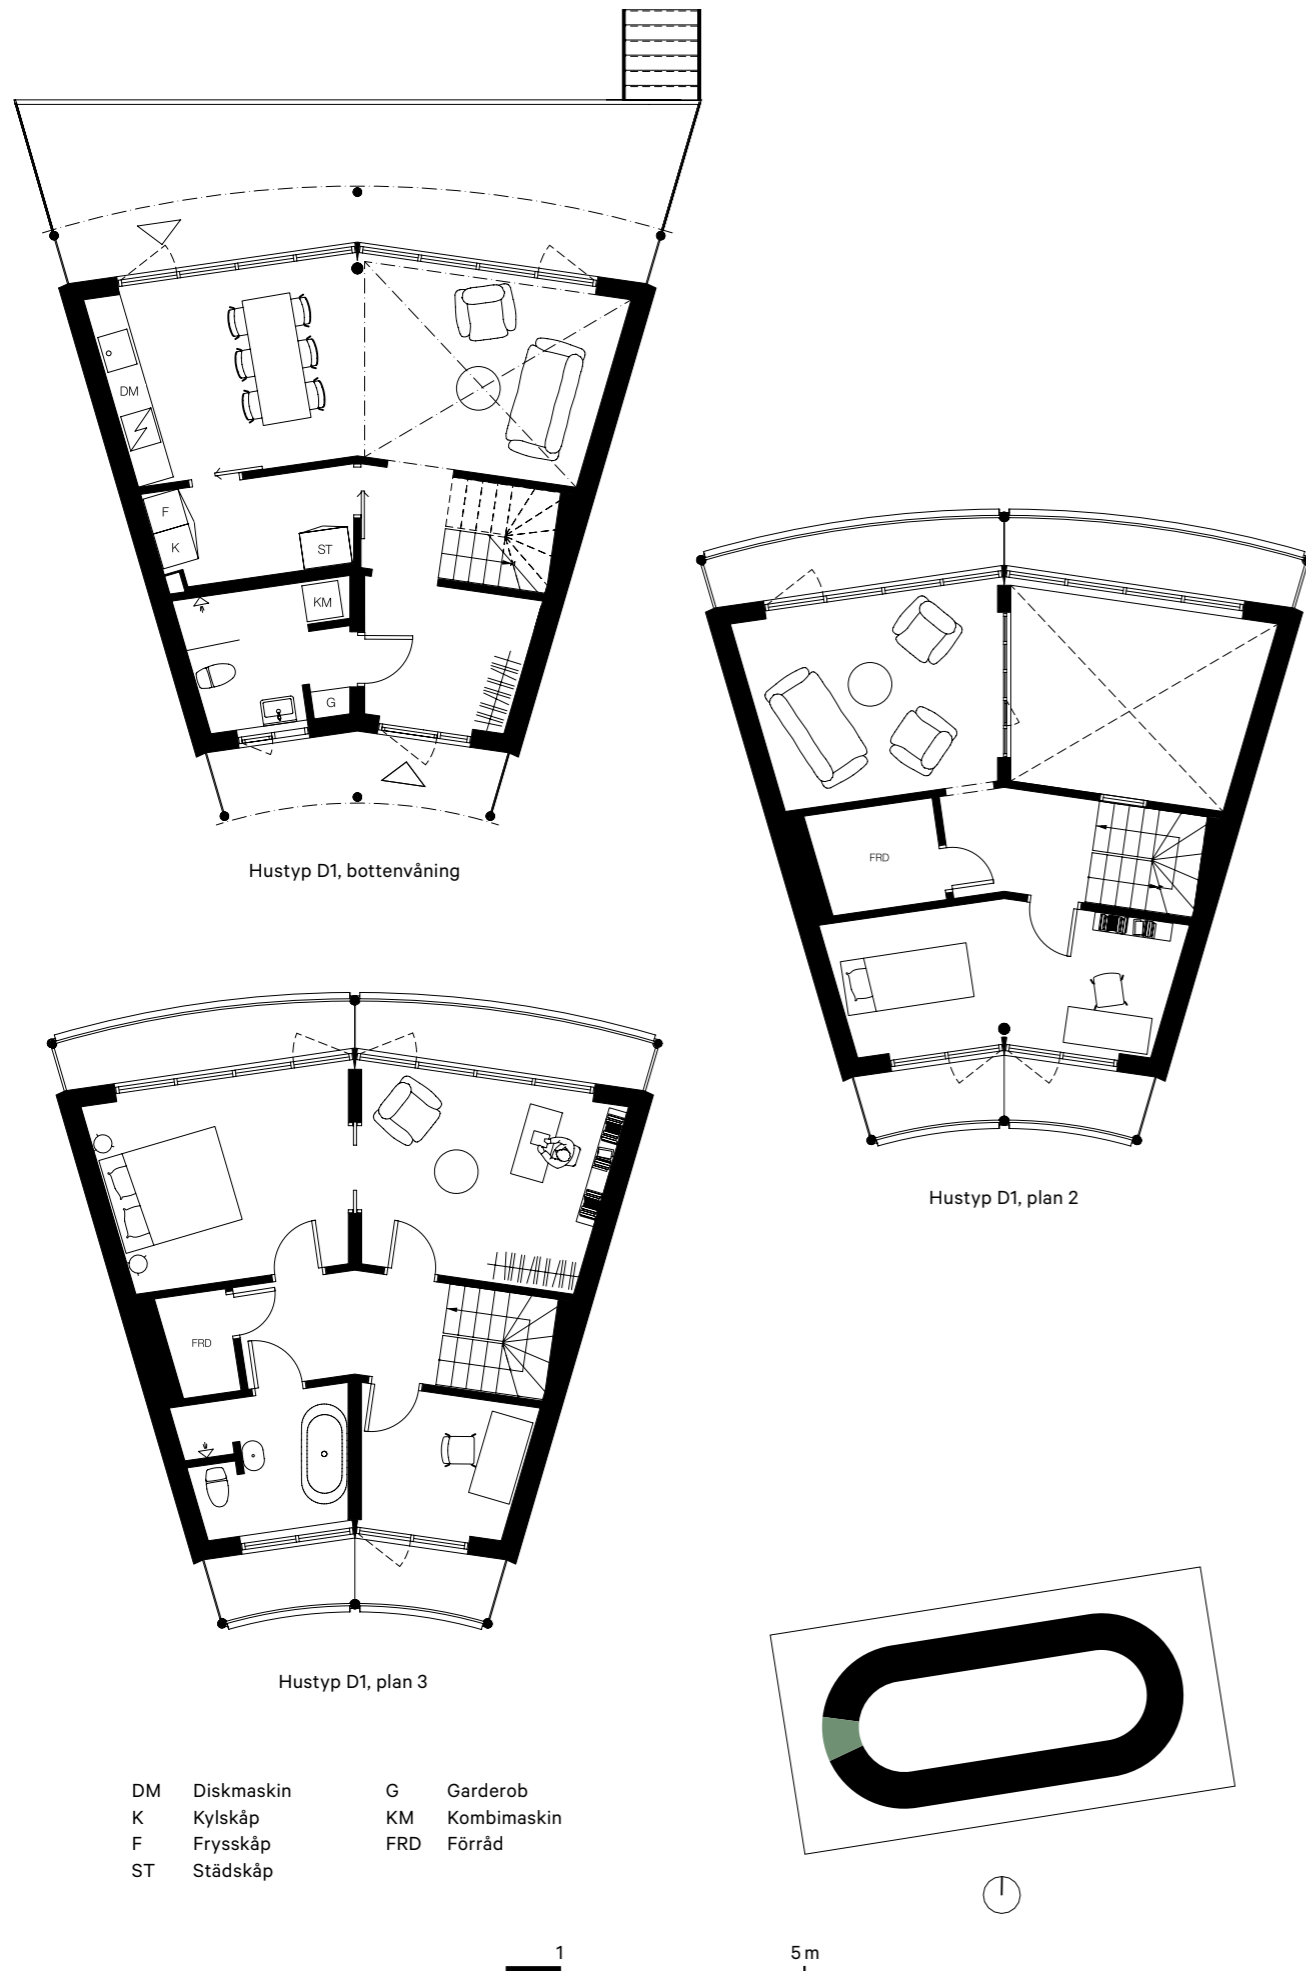 DM
F
K
ST
KM
G
Hustyp D1, bottenvåning
FRD
Hustyp D1, plan 2
FRD
Hustyp D1, plan 3
DM Diskmaskin
K Kylskåp
F Frysskåp
ST Städskåp
G Garderob
KM Kombimaskin
FRD Förråd
1 5 m